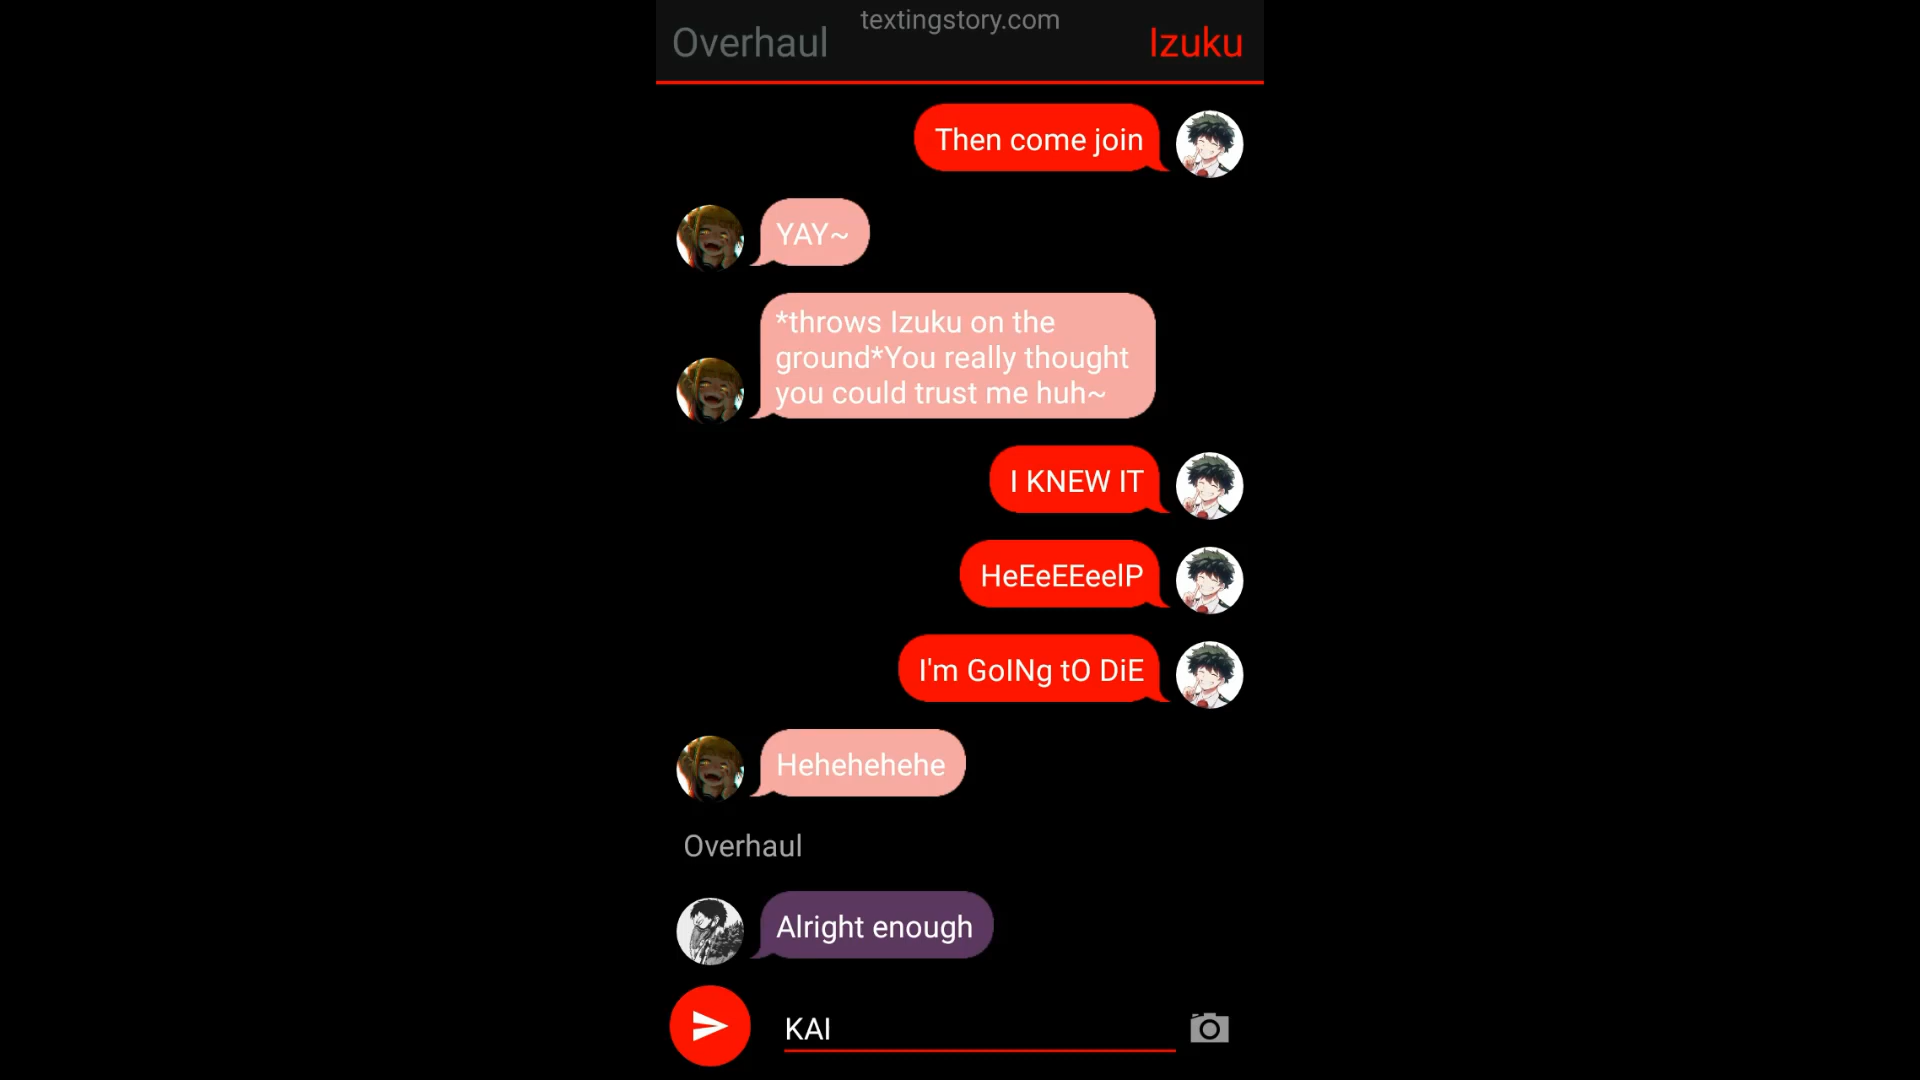 textingstory.com
Overhaul
Izuku
Then come join
YAY~
*throws Izuku on the
ground*You really thought
you could trust me huh~
I KNEW IT
HeEeEEeelP
I'm GoINg tO DiE
Hehehehehe
Overhaul
Alright enough
KAI